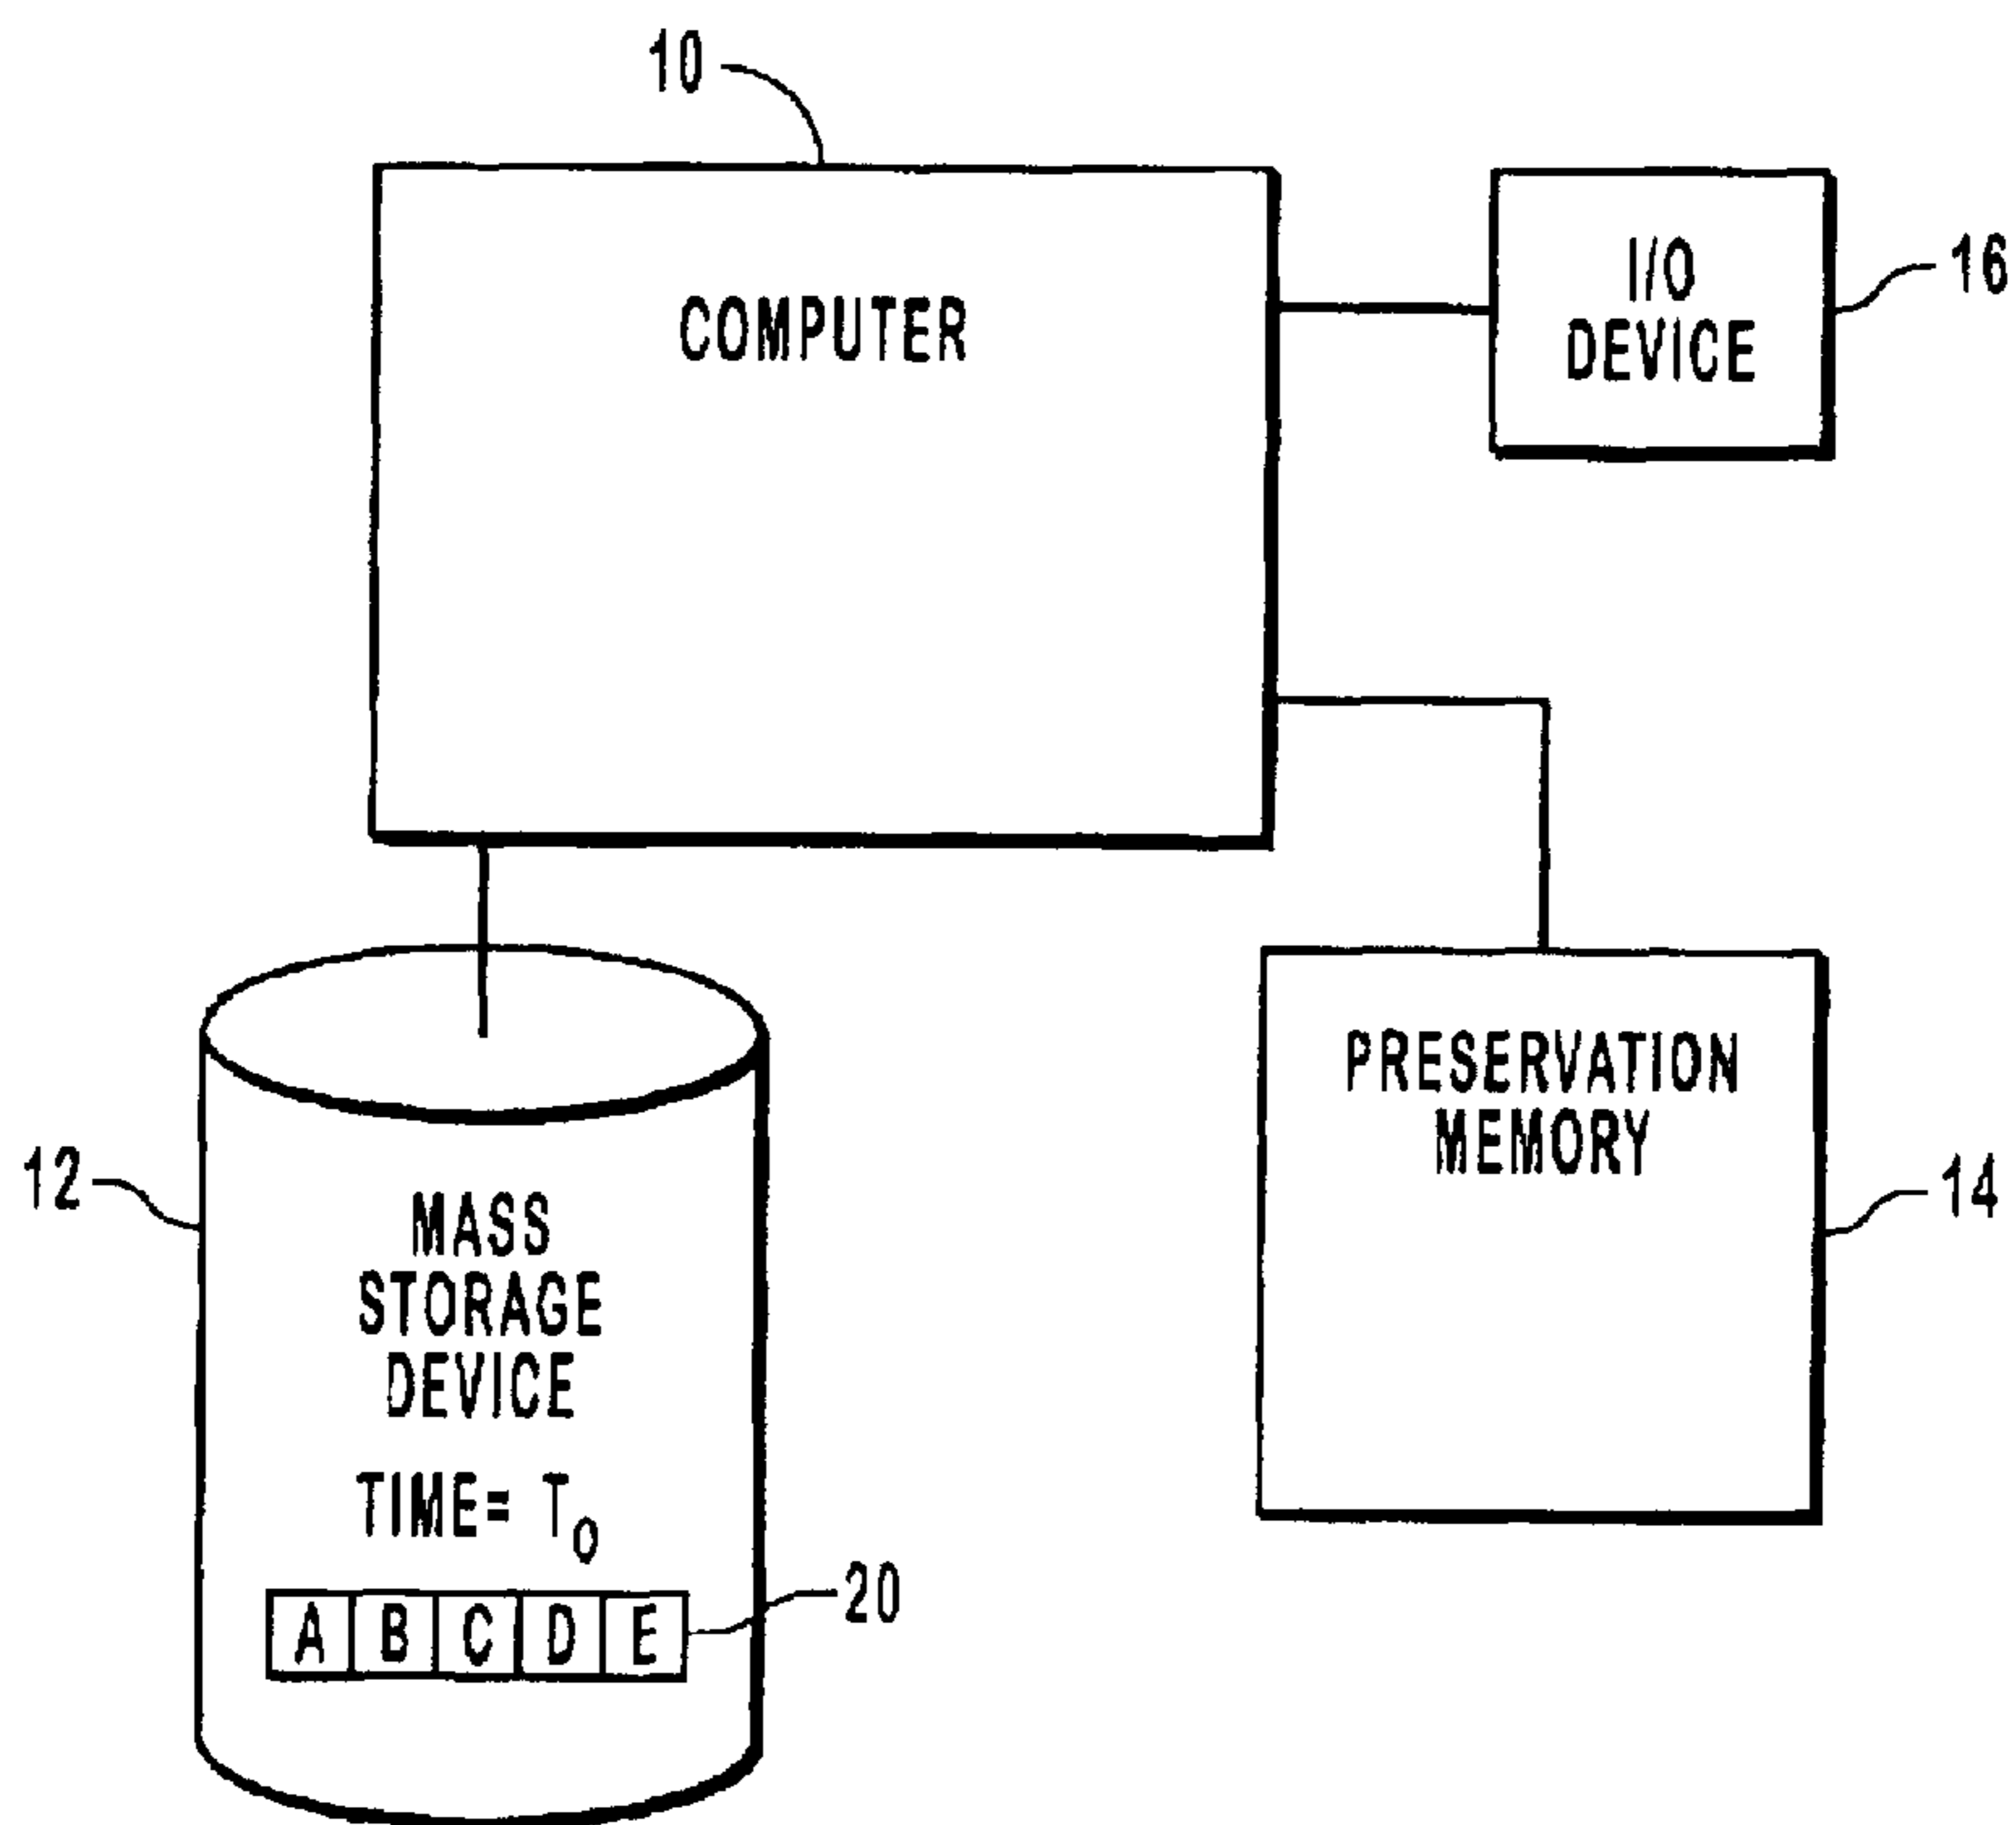 10
COMPUTER
I/O
DEVICE
16
PRESERVATION
MEMORY
14
12
MASS
STORAGE
DEVICE
TIME= T₀
A B C D E
20